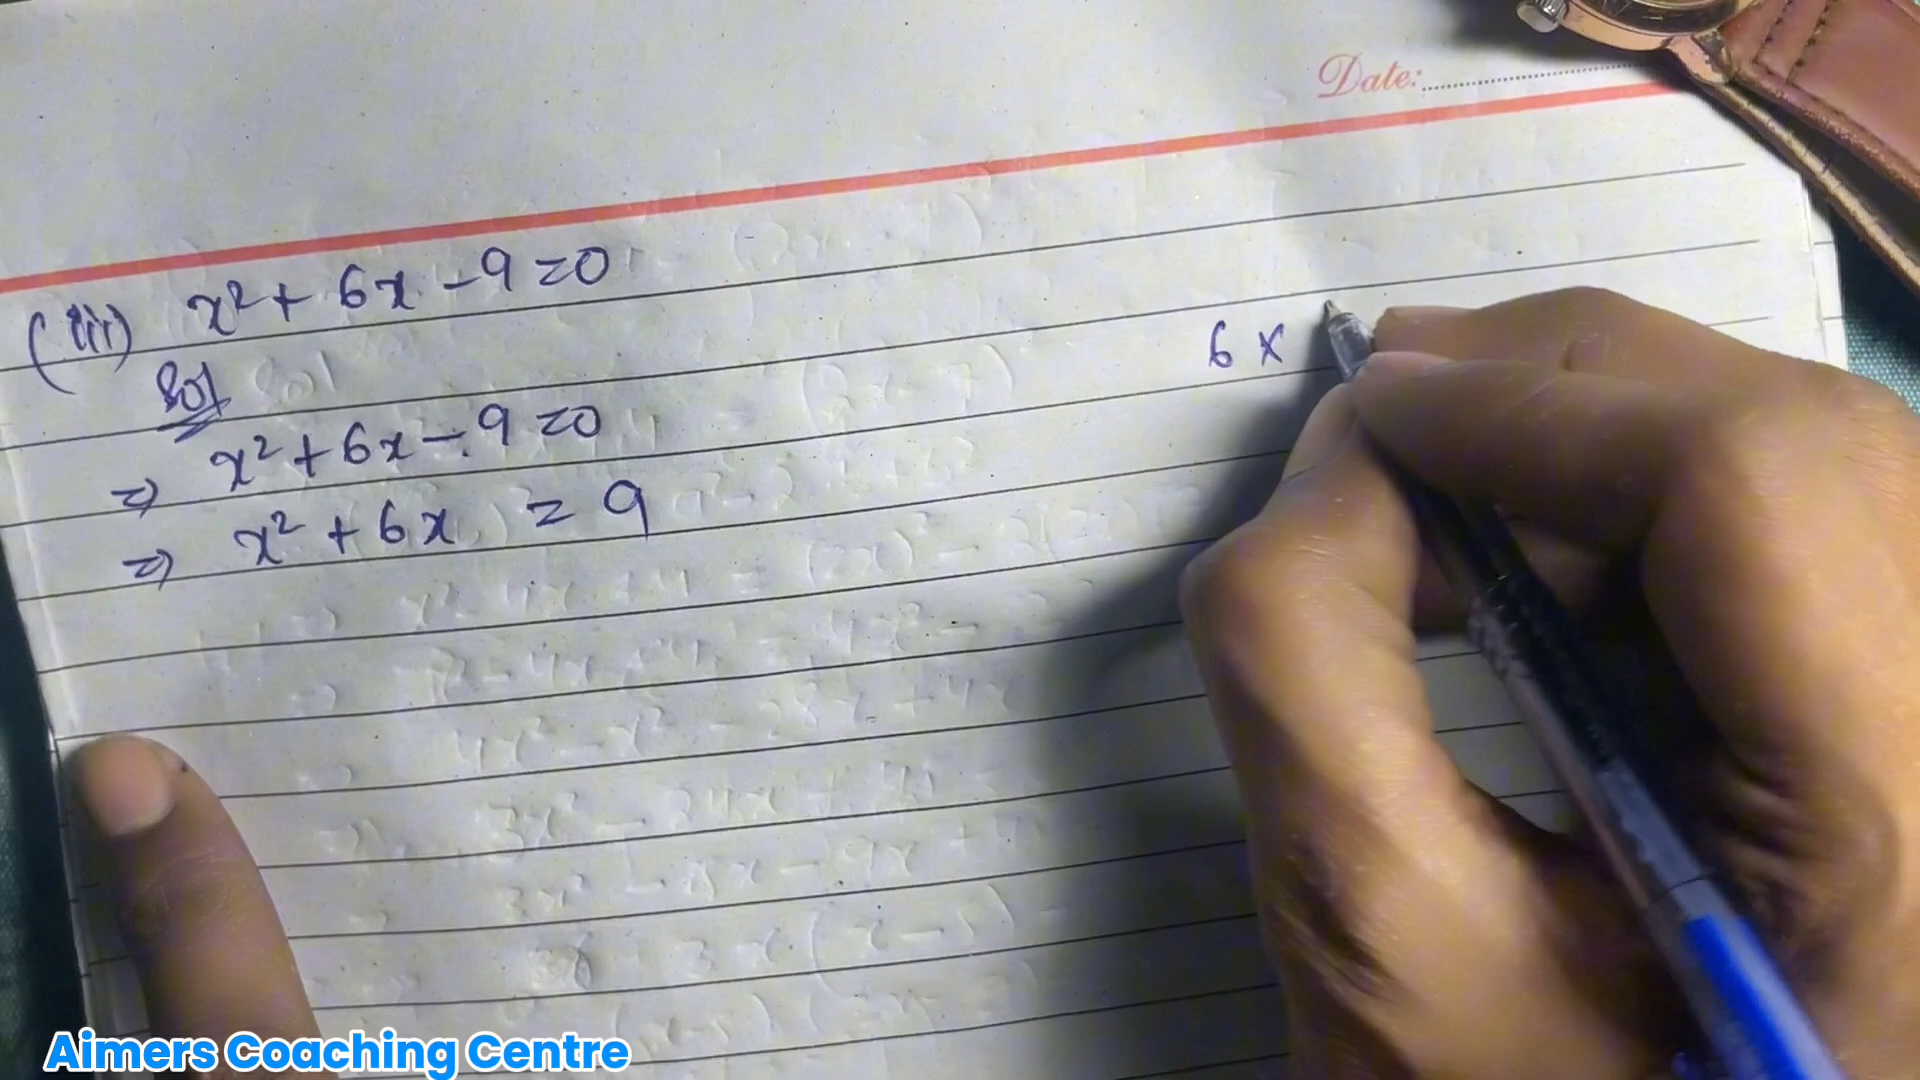 Date:
(iii) x² + 6x - 9 = 0
6 ×
Sol
⇒ x² + 6x - 9 = 0
⇒ x² + 6x = 9
Aimers Coaching Centre